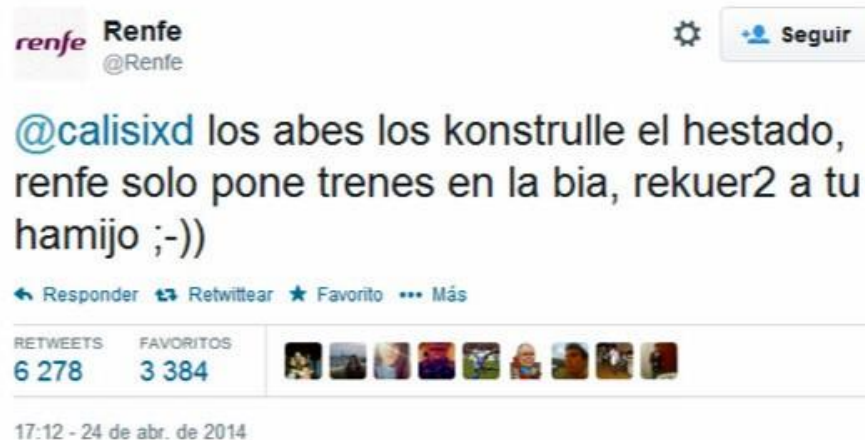 renfe Renfe
@Renfe
Seguir
@calisixd los abes los konstrulle el hestado,
renfe solo pone trenes en la bia, rekuer2 a tu
hamijo ;-))
Responder Retwittear Favorito Más
RETWEETS FAVORITOS
6 278 3 384
17:12 - 24 de abr. de 2014